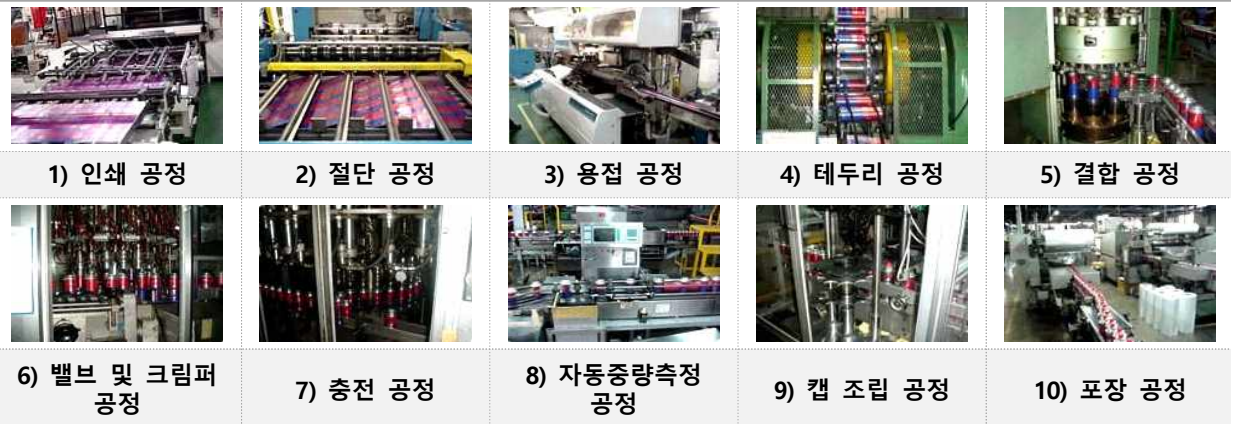 1) 인쇄 공정
2) 절단 공정
3) 용접 공정
4) 테두리 공정
5) 결합 공정
6) 밸브 및 크림퍼
공정
7) 충전 공정
8) 자동중량측정
공정
9) 캡 조립 공정
10) 포장 공정